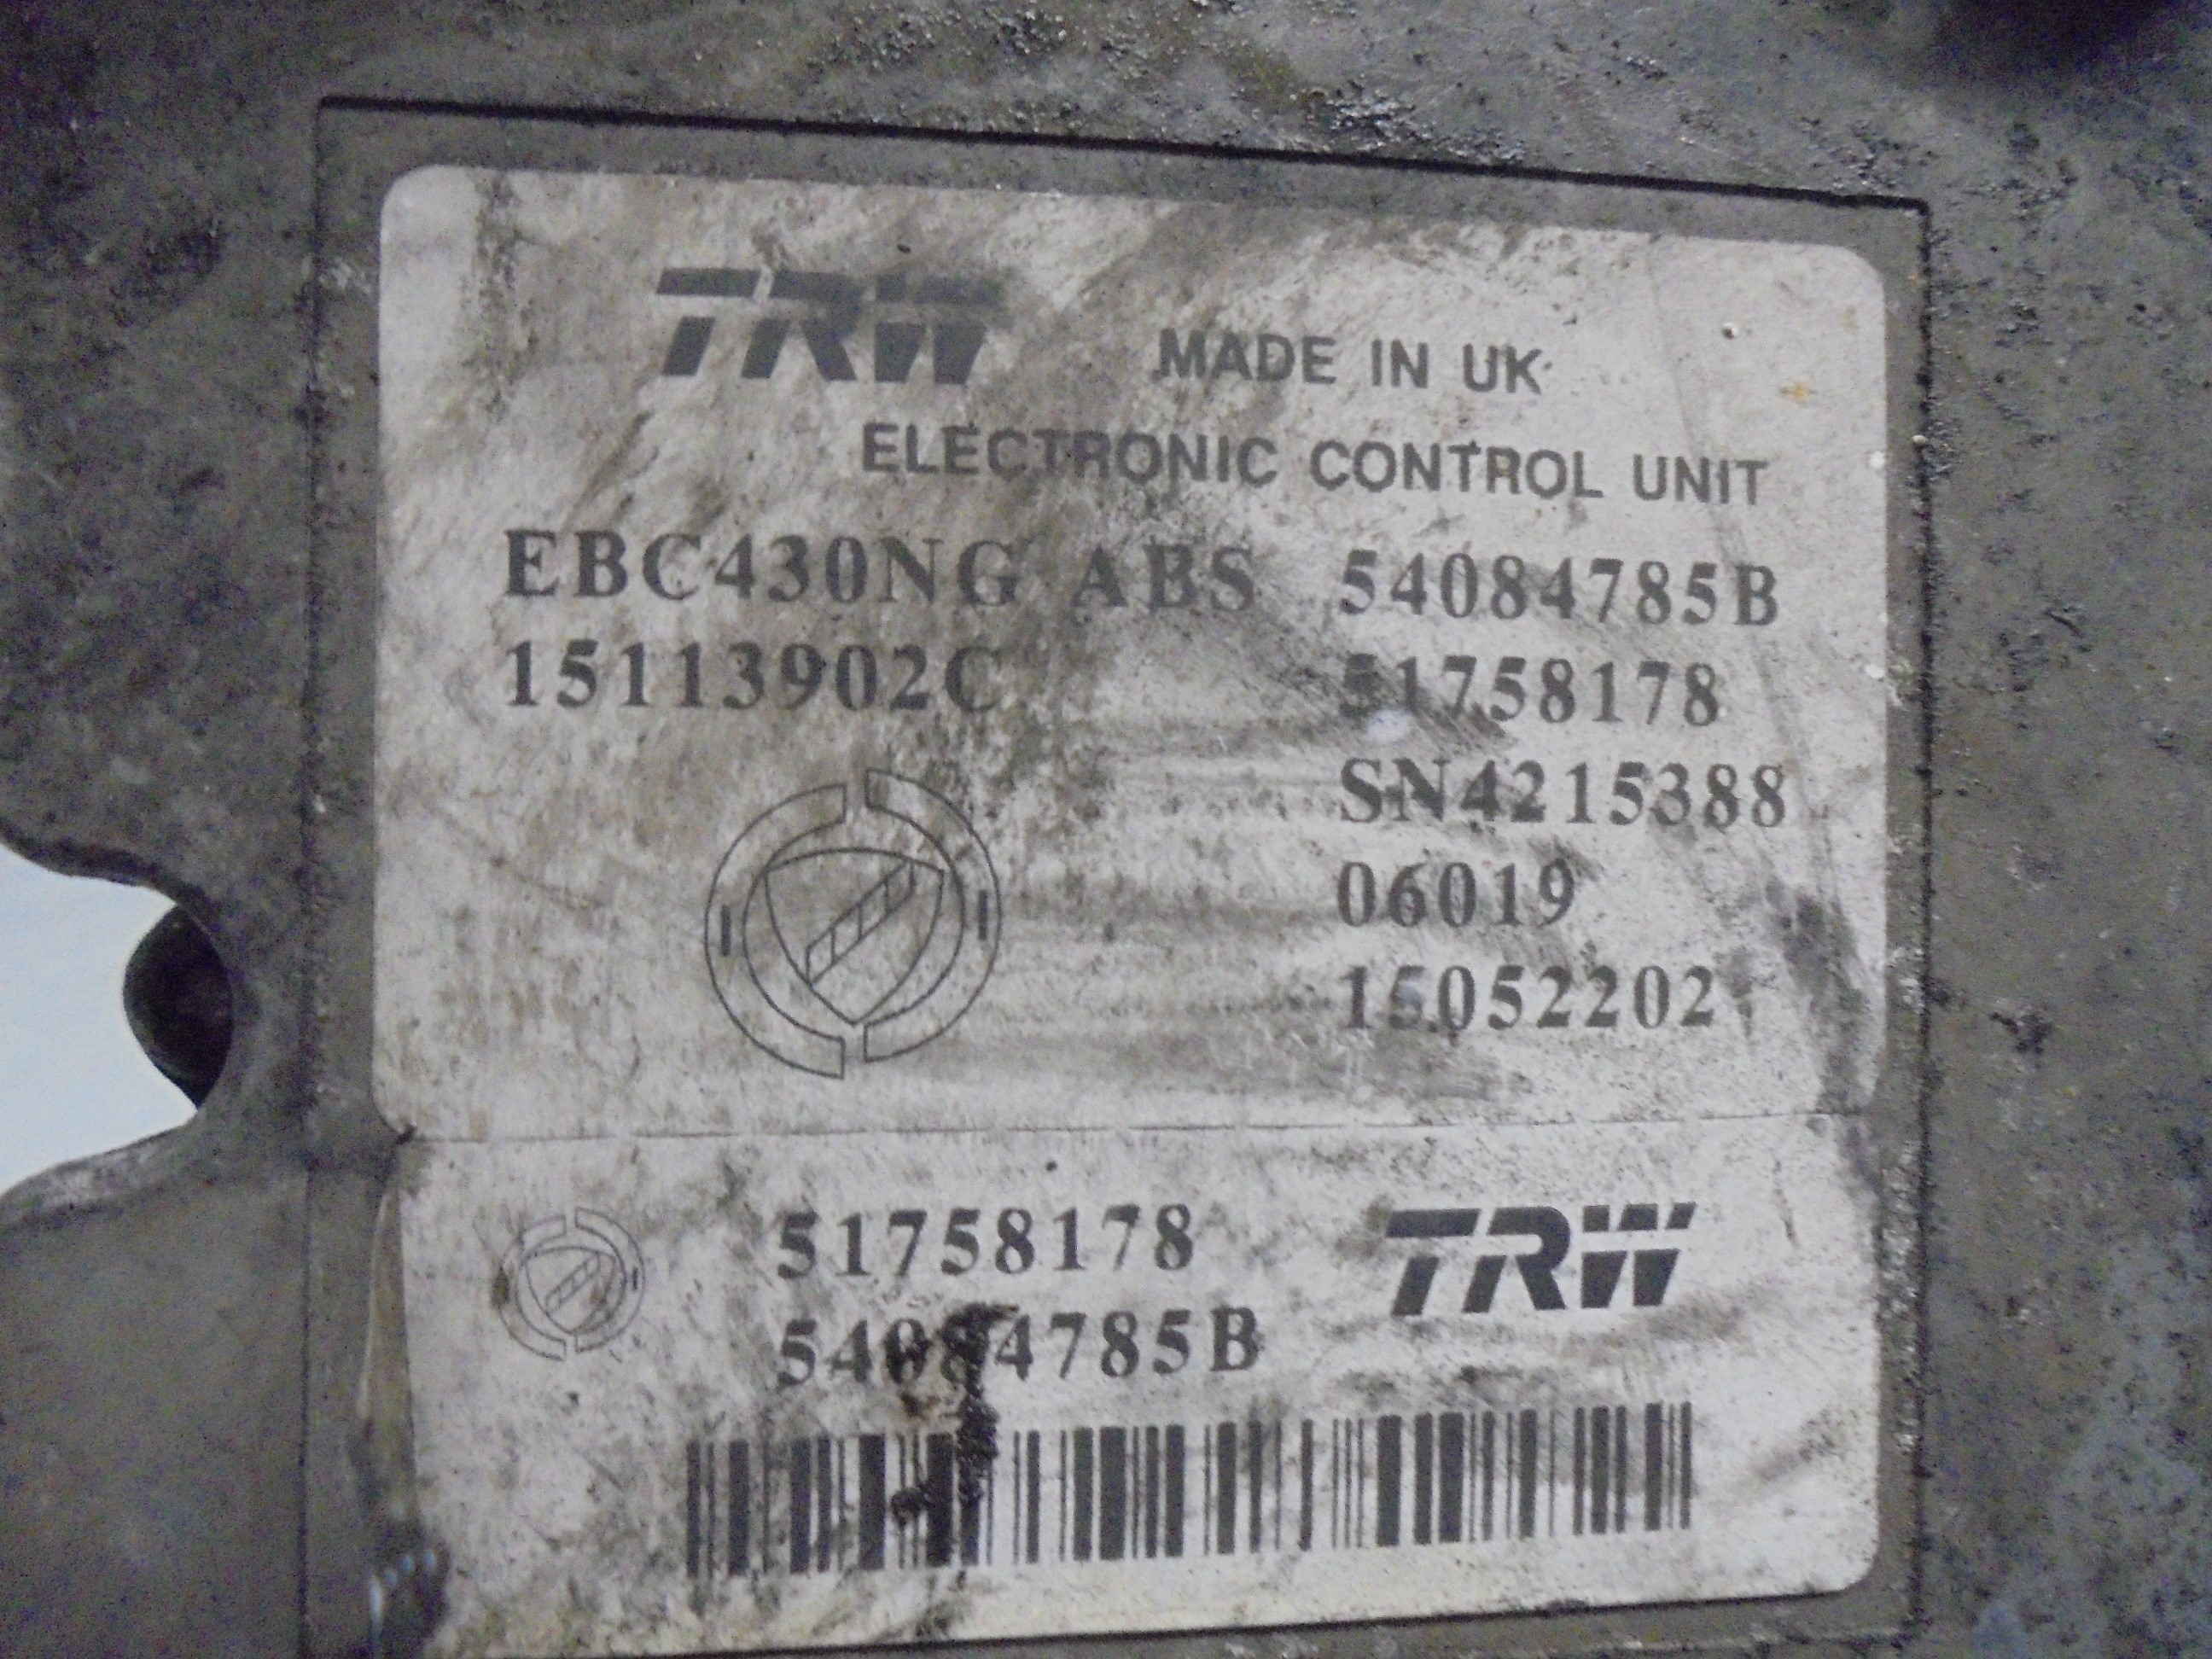 TRW MADE IN UK
ELECTRONIC CONTROL UNIT
EBC430NG ABS 54084785B
15113902C 51758178
SN4215388
06019
15052202
51758178 TRW
54084785B